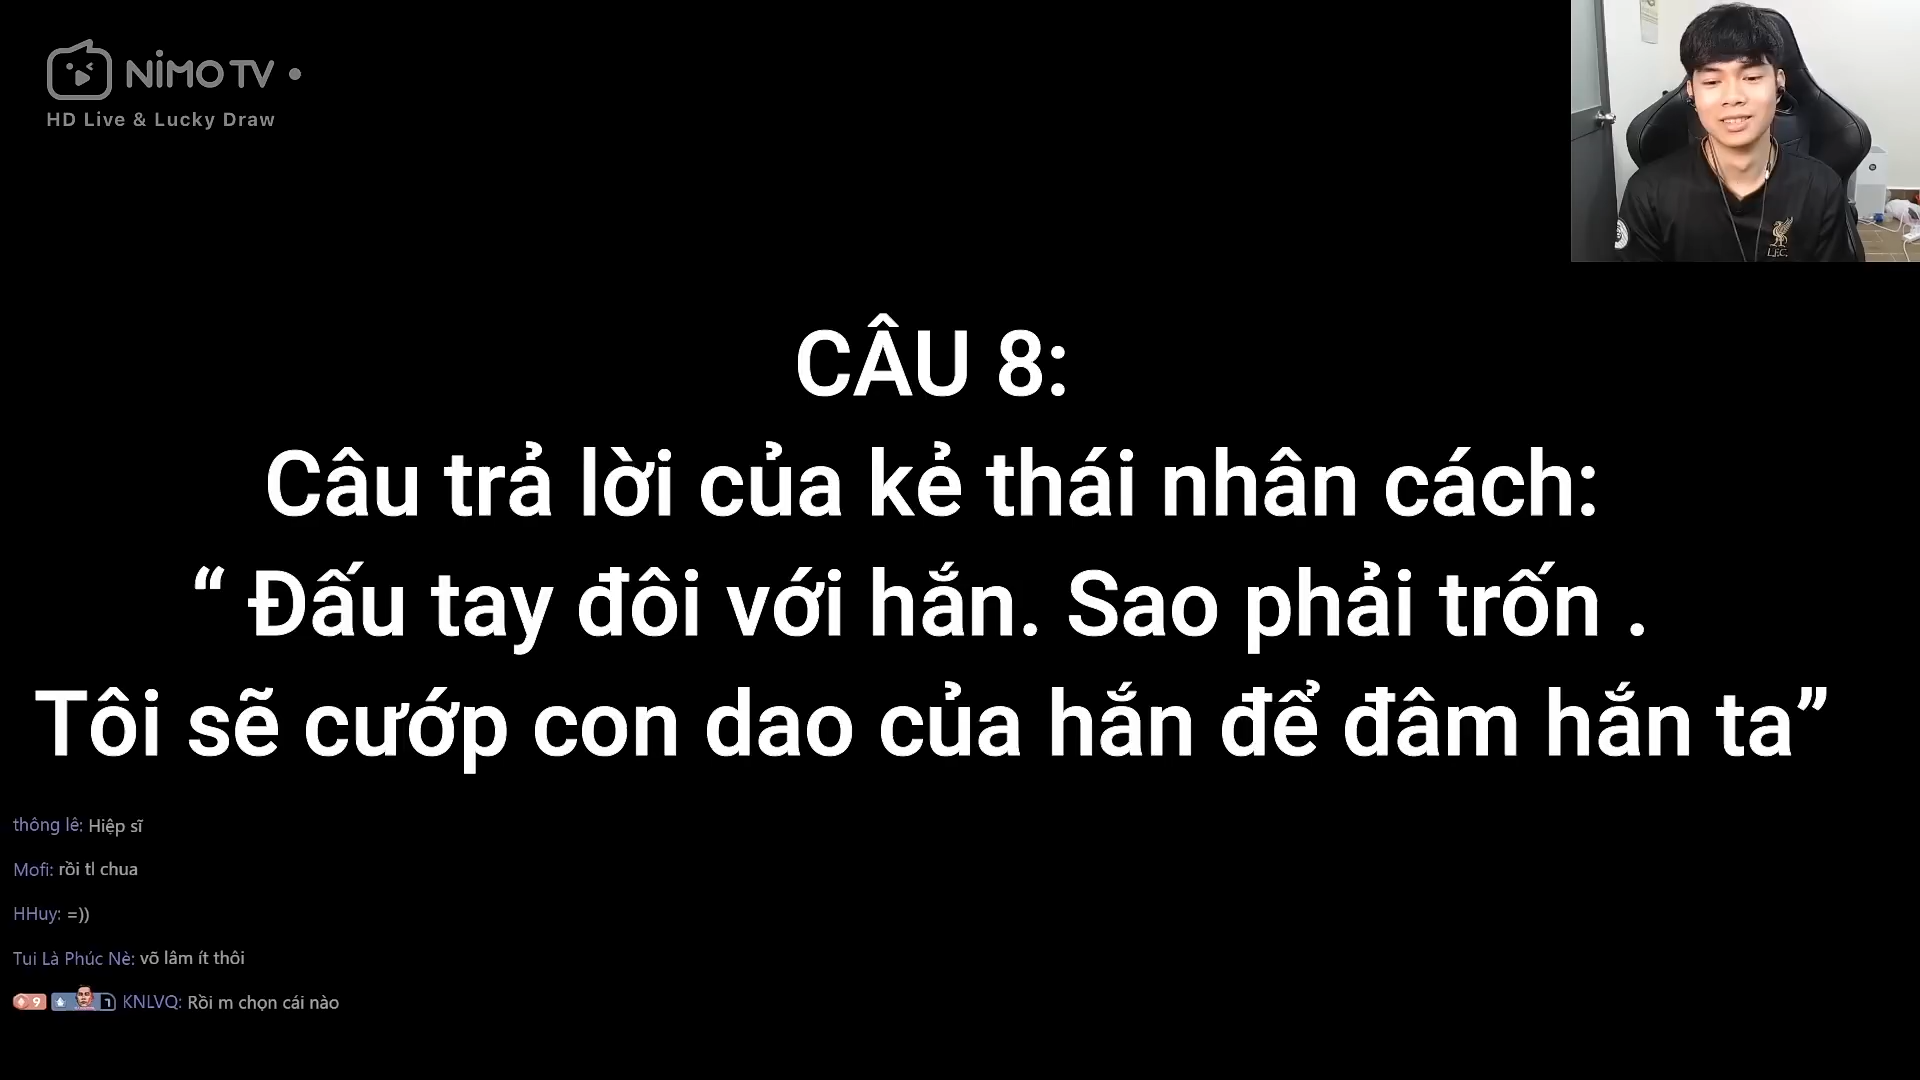 NIMO TV
HD Live & Lucky Draw
L.F.C.
CÂU 8:
Câu trả lời của kẻ thái nhân cách:
“ Đấu tay đôi với hắn. Sao phải trốn .
Tôi sẽ cướp con dao của hắn để đâm hắn ta”
thông lê: Hiệp sĩ
Mofi: rồi tl chua
HHuy: =))
Tui Là Phúc Nè: võ lâm ít thôi
9 7 KNLVQ: Rồi m chọn cái nào